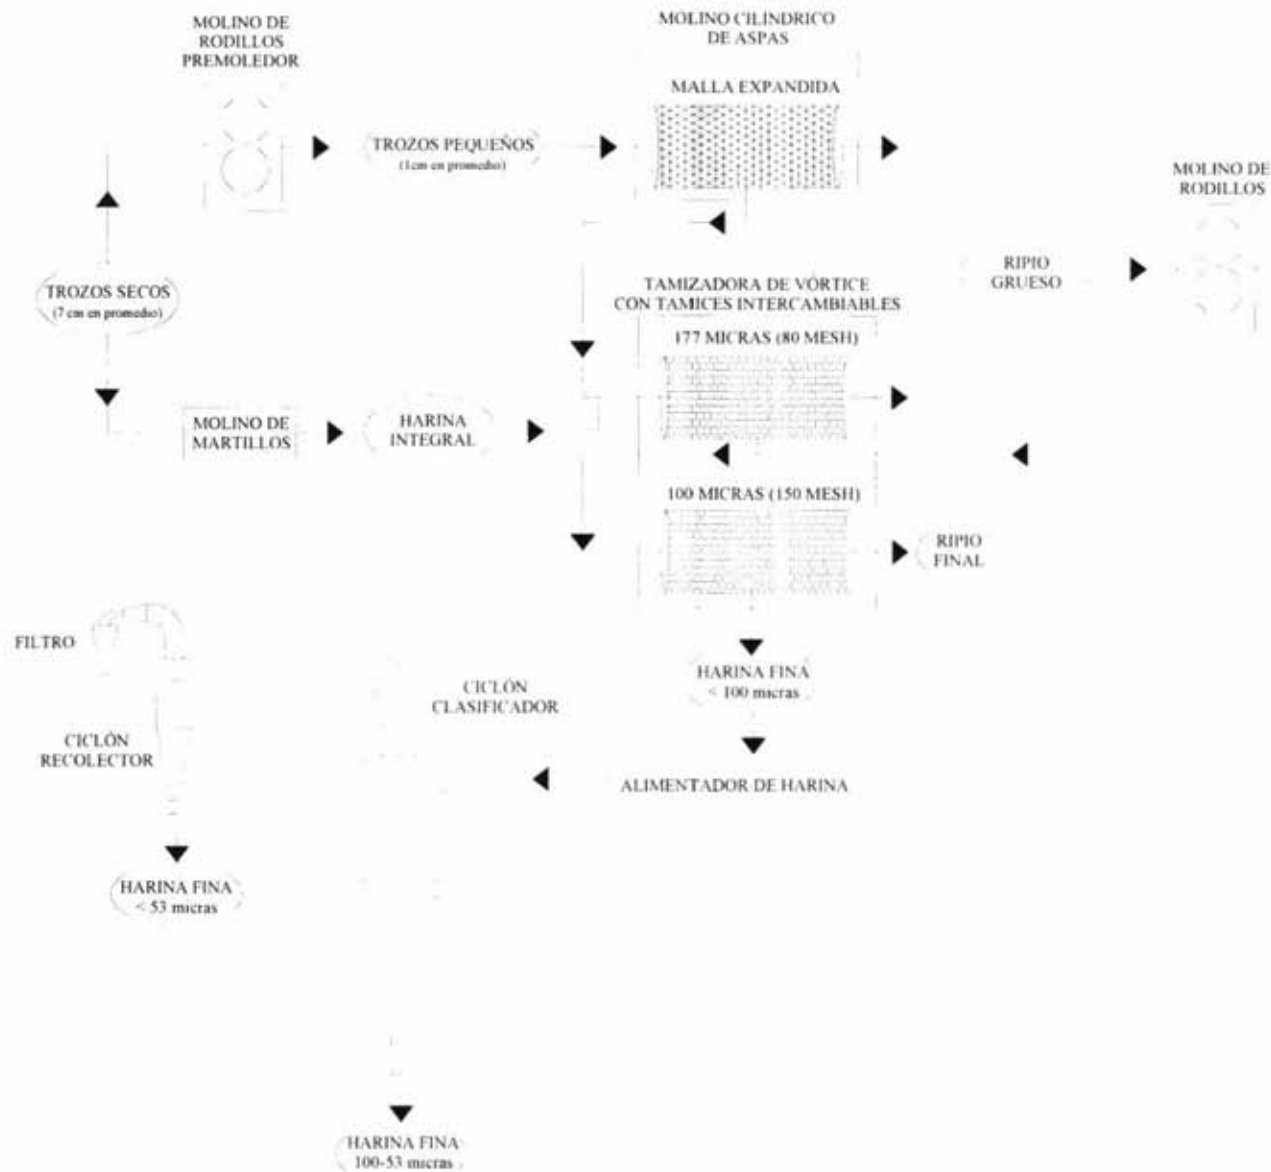 MOLINO DE
RODILLOS
PREMOLEDOR
MOLINO CILÍNDRICO
DE ASPAS
MALLA EXPANDIDA
TROZOS PEQUEÑOS
(1cm en promedio)
MOLINO DE
RODILLOS
TROZOS SECOS
(7 cm en promedio)
RIPIO
GRUESO
TAMIZADORA DE VÓRTICE
CON TAMICES INTERCAMBIABLES
177 MICRAS (80 MESH)
MOLINO DE
MARTILLOS
HARINA
INTEGRAL
100 MICRAS (150 MESH)
RIPIO
FINAL
FILTRO
CICLÓN
RECOLECTOR
CICLÓN
CLASIFICADOR
HARINA FINA
< 100 micras
ALIMENTADOR DE HARINA
HARINA FINA
< 53 micras
HARINA FINA
100-53 micras